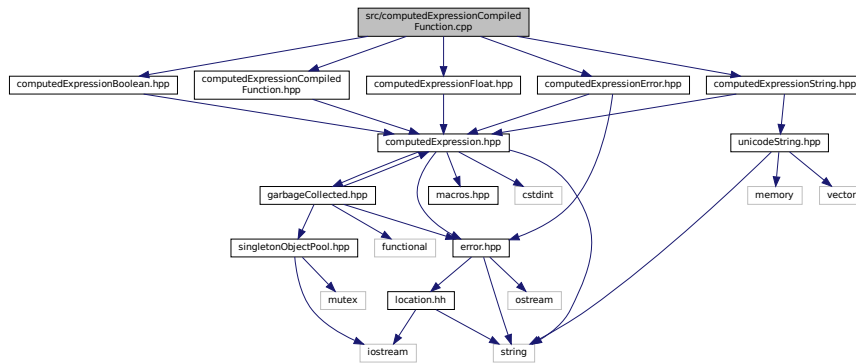 src/computedExpressionCompiled
Function.cpp
computedExpressionBoolean.hpp
computedExpressionCompiled
Function.hpp
computedExpressionFloat.hpp
computedExpressionError.hpp
computedExpressionString.hpp
computedExpression.hpp
unicodeString.hpp
garbageCollected.hpp
macros.hpp
cstdint
memory
vector
singletonObjectPool.hpp
functional
error.hpp
mutex
location.hh
ostream
iostream
string